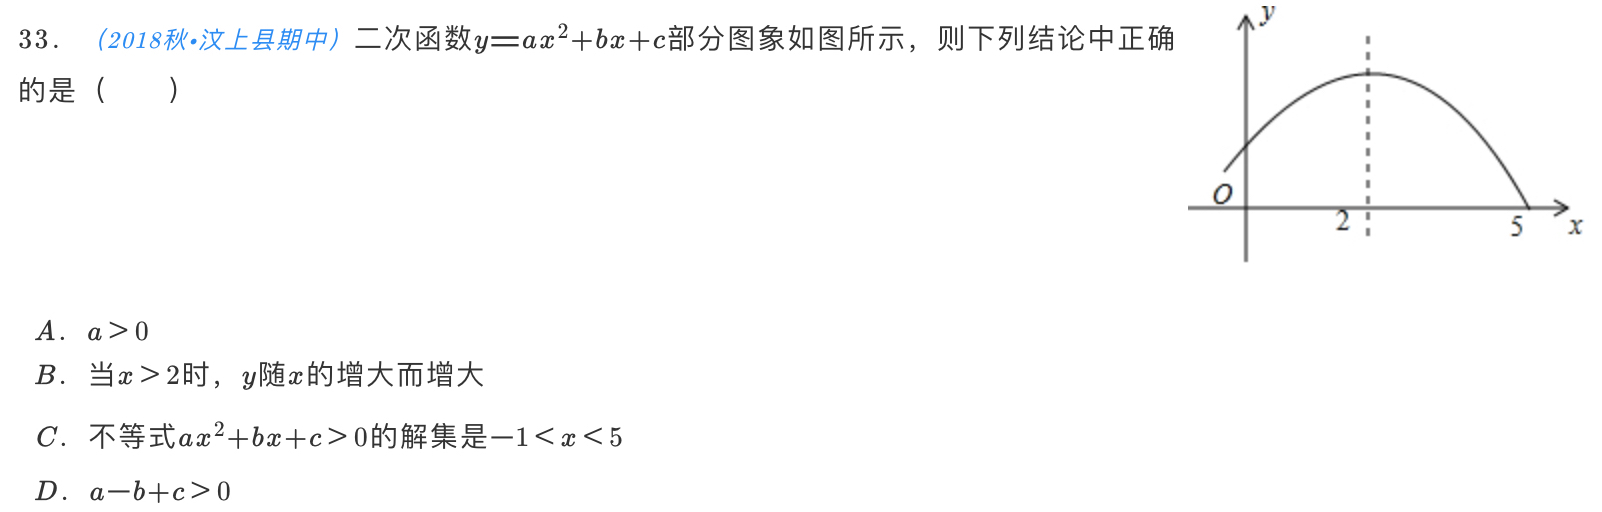 33. （2018秋•汶上县期中）二次函数y=ax²+bx+c部分图象如图所示，则下列结论中正确
的是（　　）
y
O
2
5
x
A. a>0
B. 当x>2时，y随x的增大而增大
C. 不等式ax²+bx+c>0的解集是−1<x<5
D. a−b+c>0